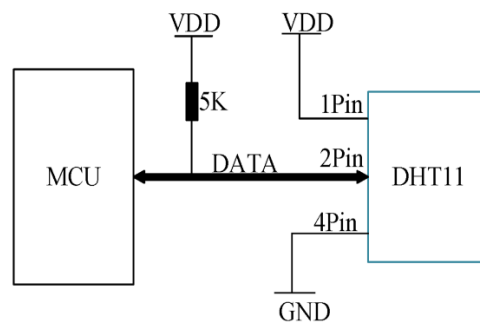 VDD
VDD
5K
1Pin
MCU
DATA
2Pin
DHT11
4Pin
GND